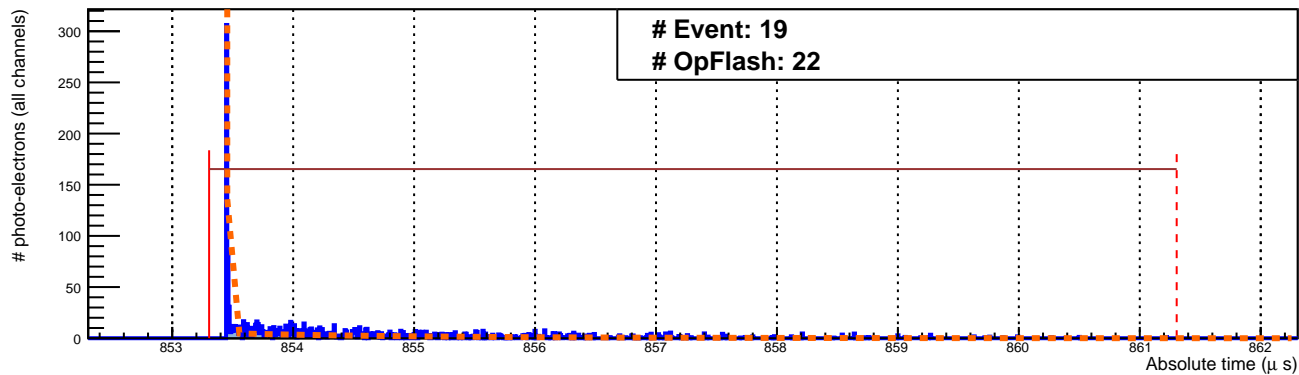 # Event: 19
# OpFlash: 22
# photo-electrons (all channels)
300
250
200
150
100
50
0
853 854 855 856 857 858 859 860 861 862
Absolute time (μ s)